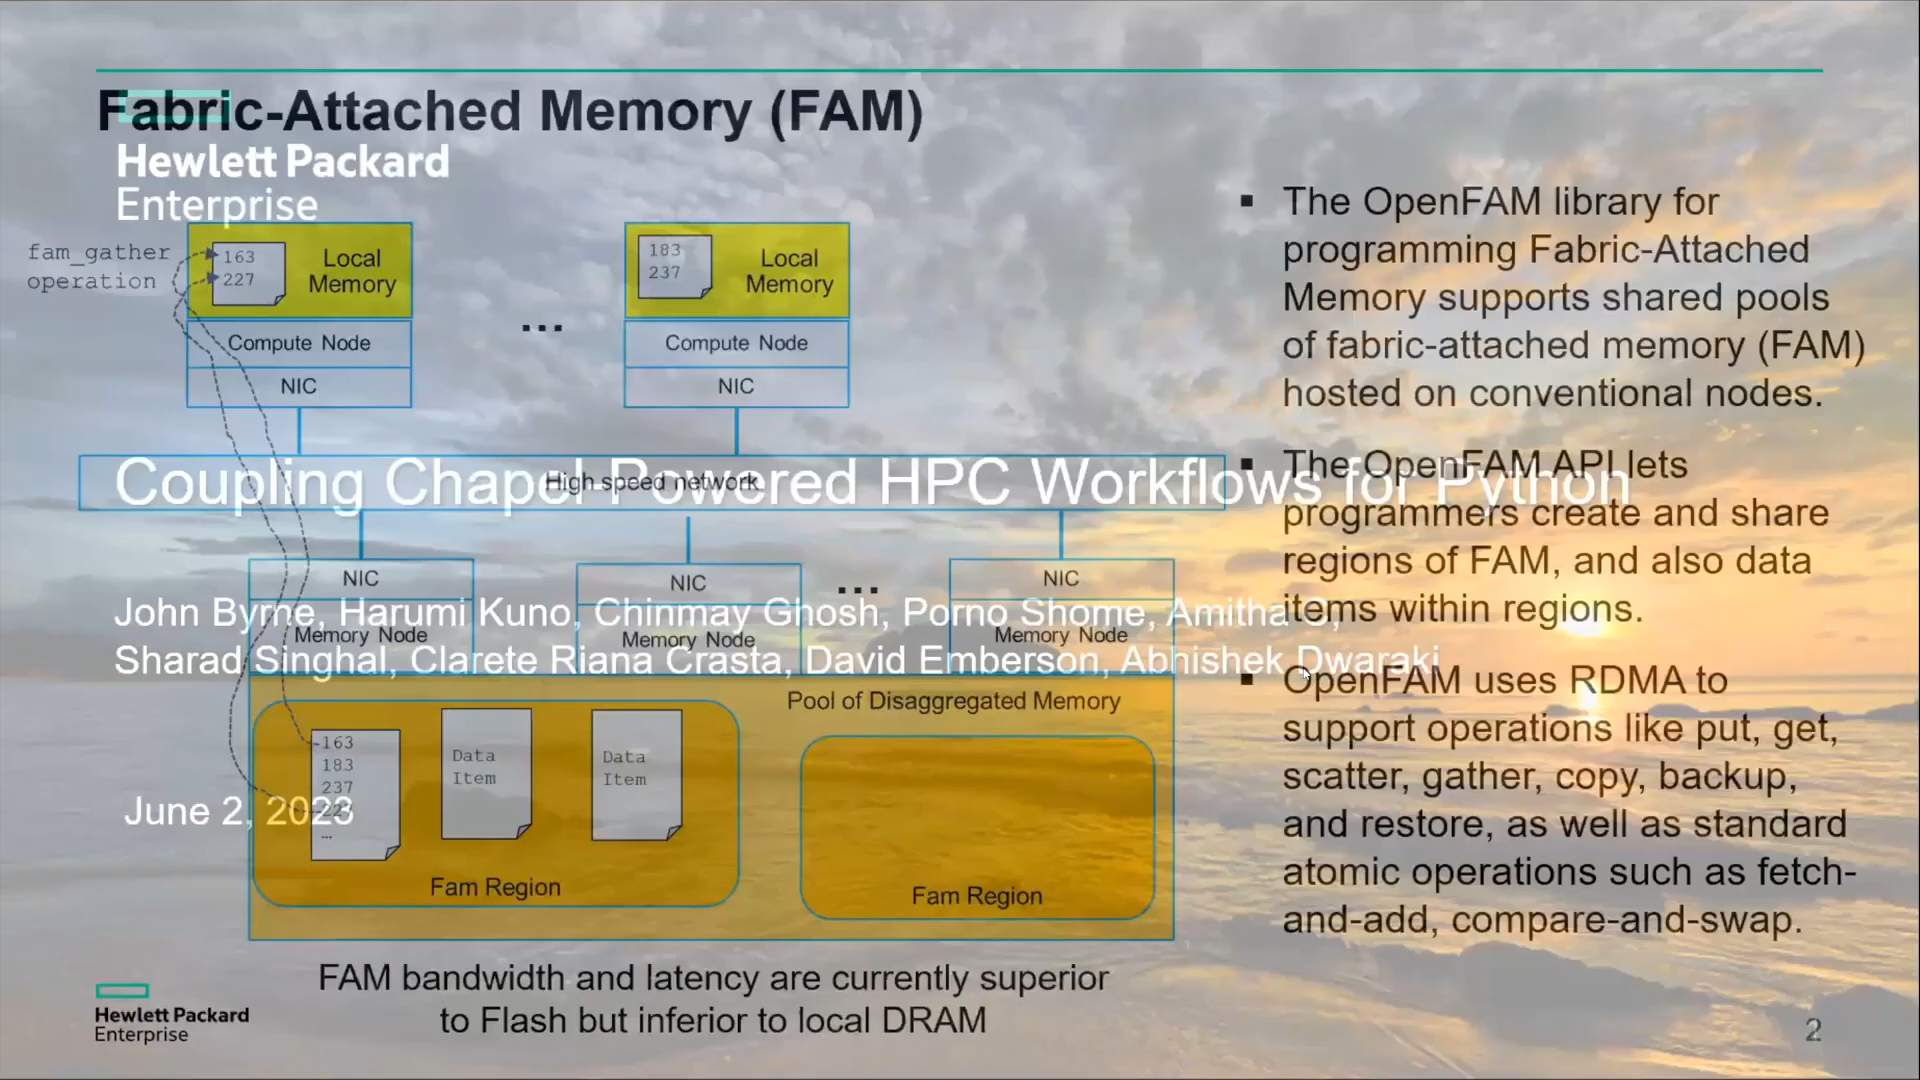 Fabric-Attached Memory (FAM)
Hewlett Packard
Enterprise
fam_gather
operation
163
227
Local
Memory
Compute Node
NIC
...
183
237
Local
Memory
Compute Node
NIC
High speed network
Coupling Chapel-Powered HPC Workflows for Python
NIC
Memory Node
NIC
Memory Node
...
NIC
Memory Node
John Byrne, Harumi Kuno, Chinmay Ghosh, Porno Shome, Amitha C,
Sharad Singhal, Clarete Riana Crasta, David Emberson, Abhishek Dwaraki
Pool of Disaggregated Memory
163
183
237
227
...
Data
Item
Data
Item
Fam Region
Fam Region
June 2, 2023
FAM bandwidth and latency are currently superior
to Flash but inferior to local DRAM
▪ The OpenFAM library for
programming Fabric-Attached
Memory supports shared pools
of fabric-attached memory (FAM)
hosted on conventional nodes.
▪ The OpenFAM API lets
programmers create and share
regions of FAM, and also data
items within regions.
▪ OpenFAM uses RDMA to
support operations like put, get,
scatter, gather, copy, backup,
and restore, as well as standard
atomic operations such as fetch-
and-add, compare-and-swap.
Hewlett Packard
Enterprise
2